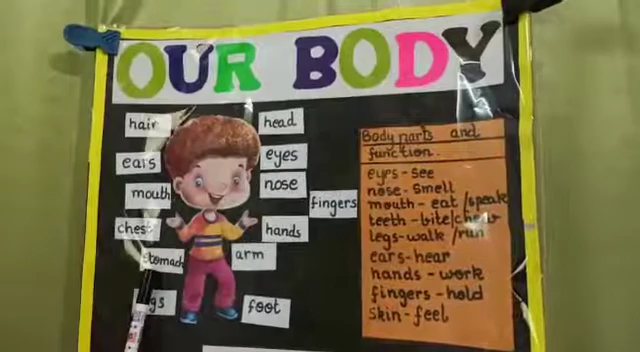 OUR BODY
hair
head
ears
eyes
mouth
nose
fingers
chest
hands
stomach
arm
foot
Body parts and
function.
eyes-see
nose-smell
mouth-eat/speak
teeth-bite/chew
legs-walk/run
ears-hear
hands-work
fingers-hold
skin-feel